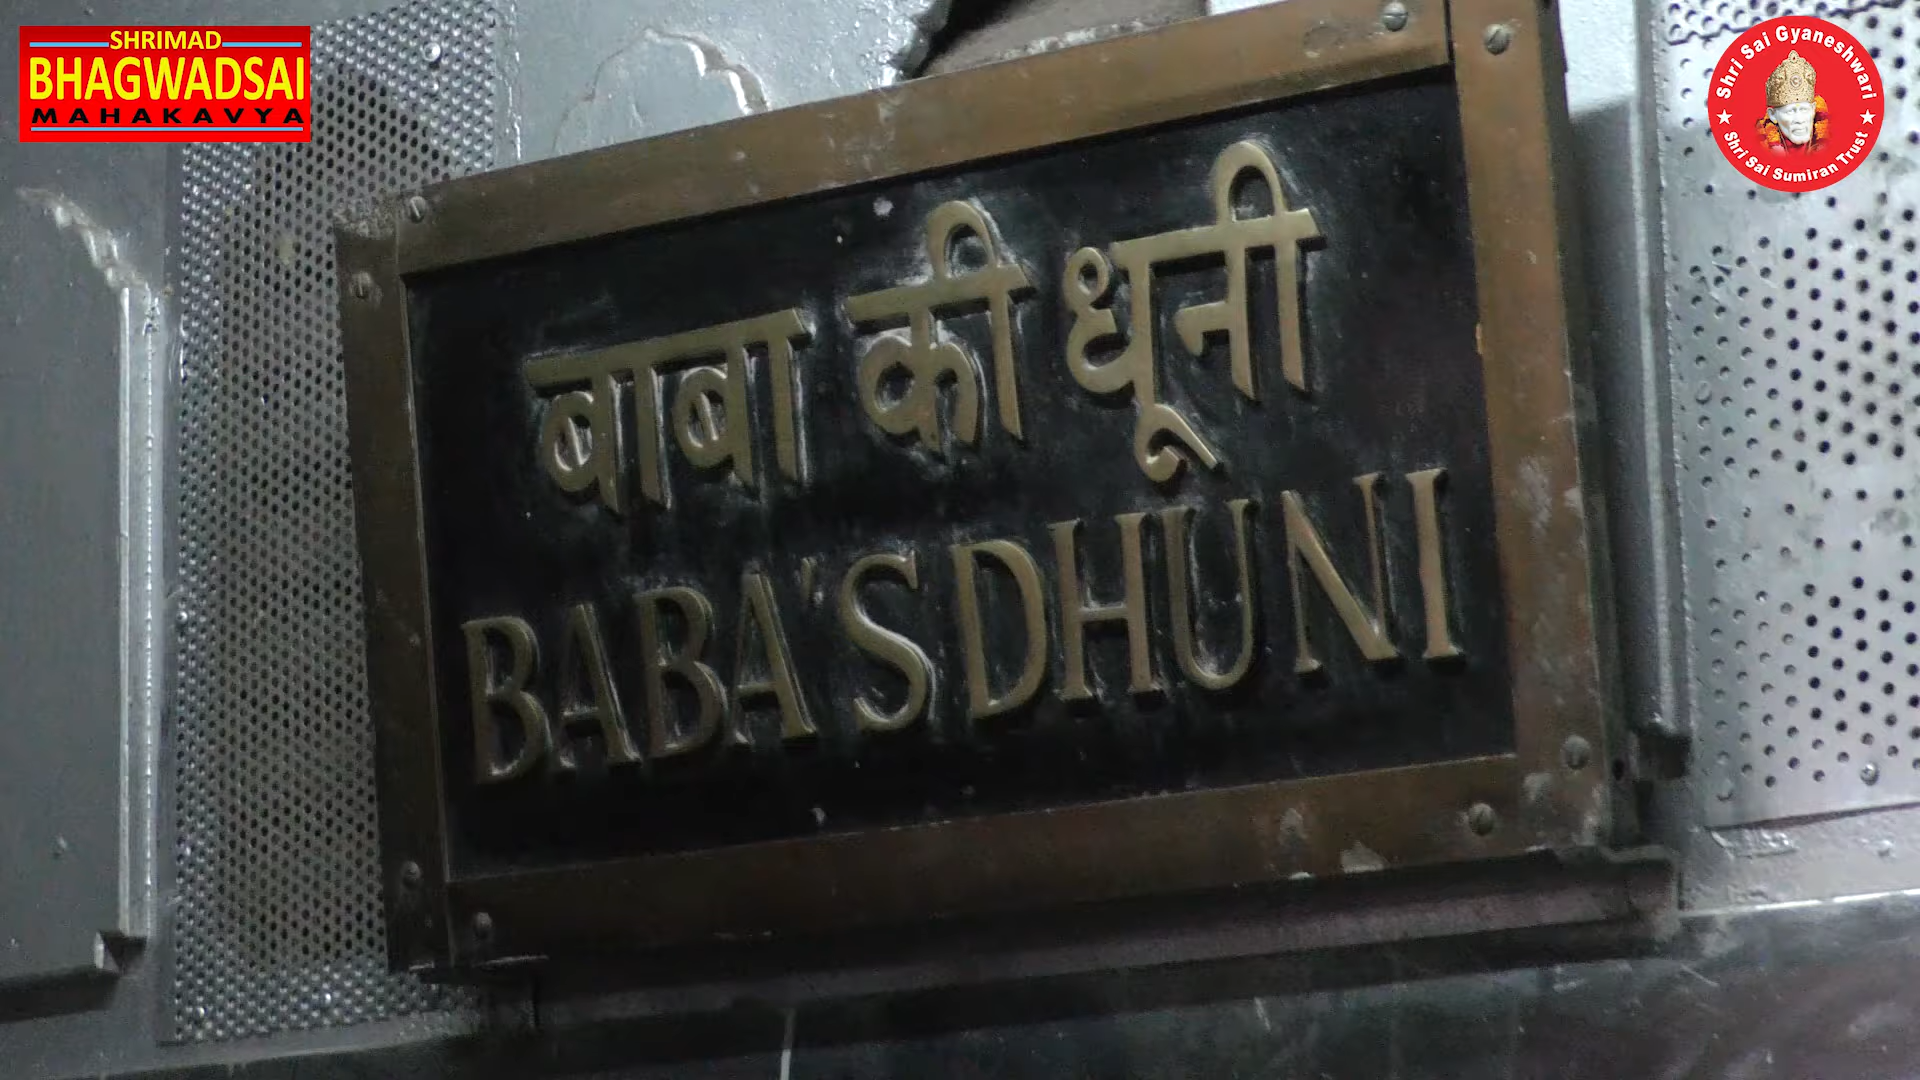 SHRIMAD
BHAGWADSAI
MAHAKAVYA
Shri Sai Gyaneshwari
★ Shri Sai Sumiran Trust ★
बाबा की धूनी
BABA'S DHUNI